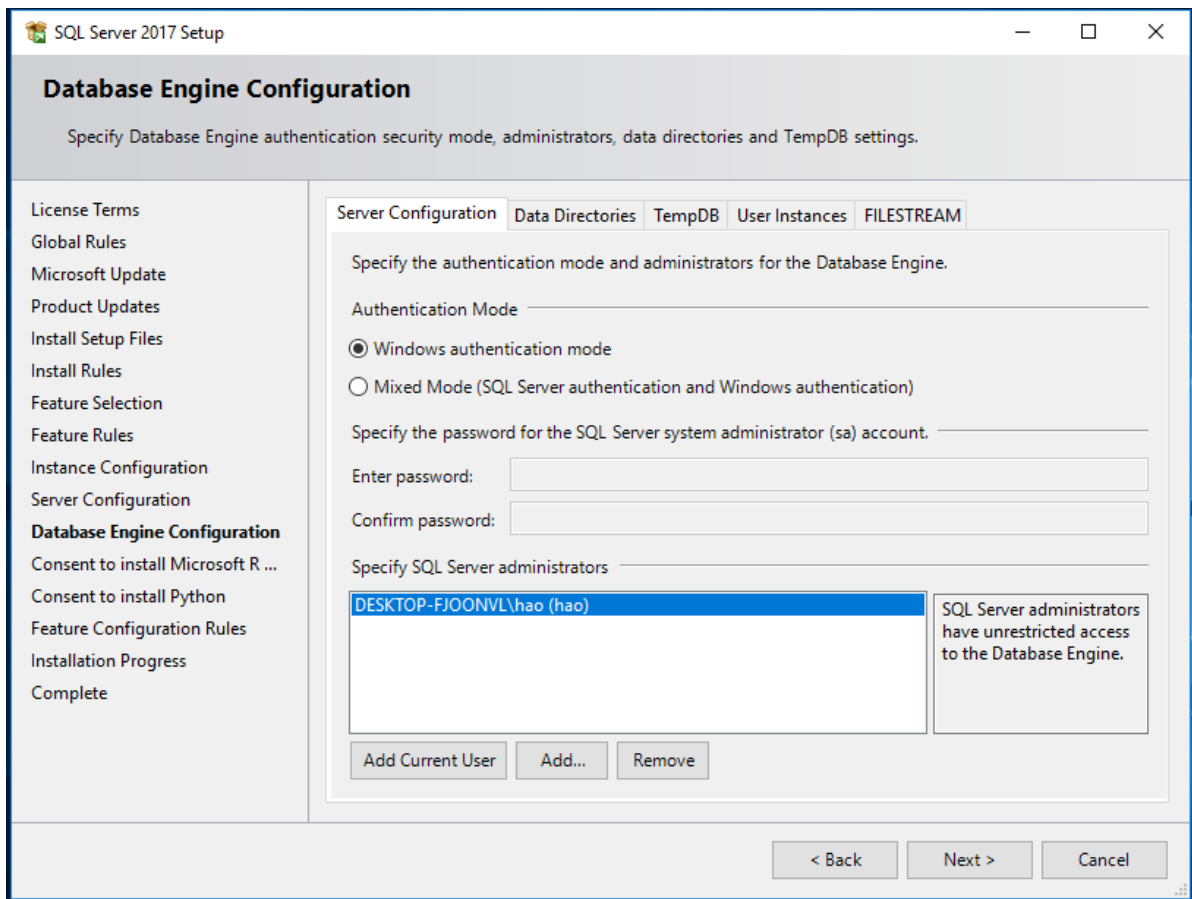 SQL Server 2017 Setup
Database Engine Configuration
Specify Database Engine authentication security mode, administrators, data directories and TempDB settings.
License Terms
Global Rules
Microsoft Update
Product Updates
Install Setup Files
Install Rules
Feature Selection
Feature Rules
Instance Configuration
Server Configuration
Database Engine Configuration
Consent to install Microsoft R ...
Consent to install Python
Feature Configuration Rules
Installation Progress
Complete
Server Configuration Data Directories TempDB User Instances FILESTREAM
Specify the authentication mode and administrators for the Database Engine.
Authentication Mode
Windows authentication mode
Mixed Mode (SQL Server authentication and Windows authentication)
Specify the password for the SQL Server system administrator (sa) account.
Enter password:
Confirm password:
Specify SQL Server administrators
DESKTOP-FJOONVL\hao (hao)
SQL Server administrators
have unrestricted access
to the Database Engine.
Add Current User Add... Remove
< Back Next > Cancel